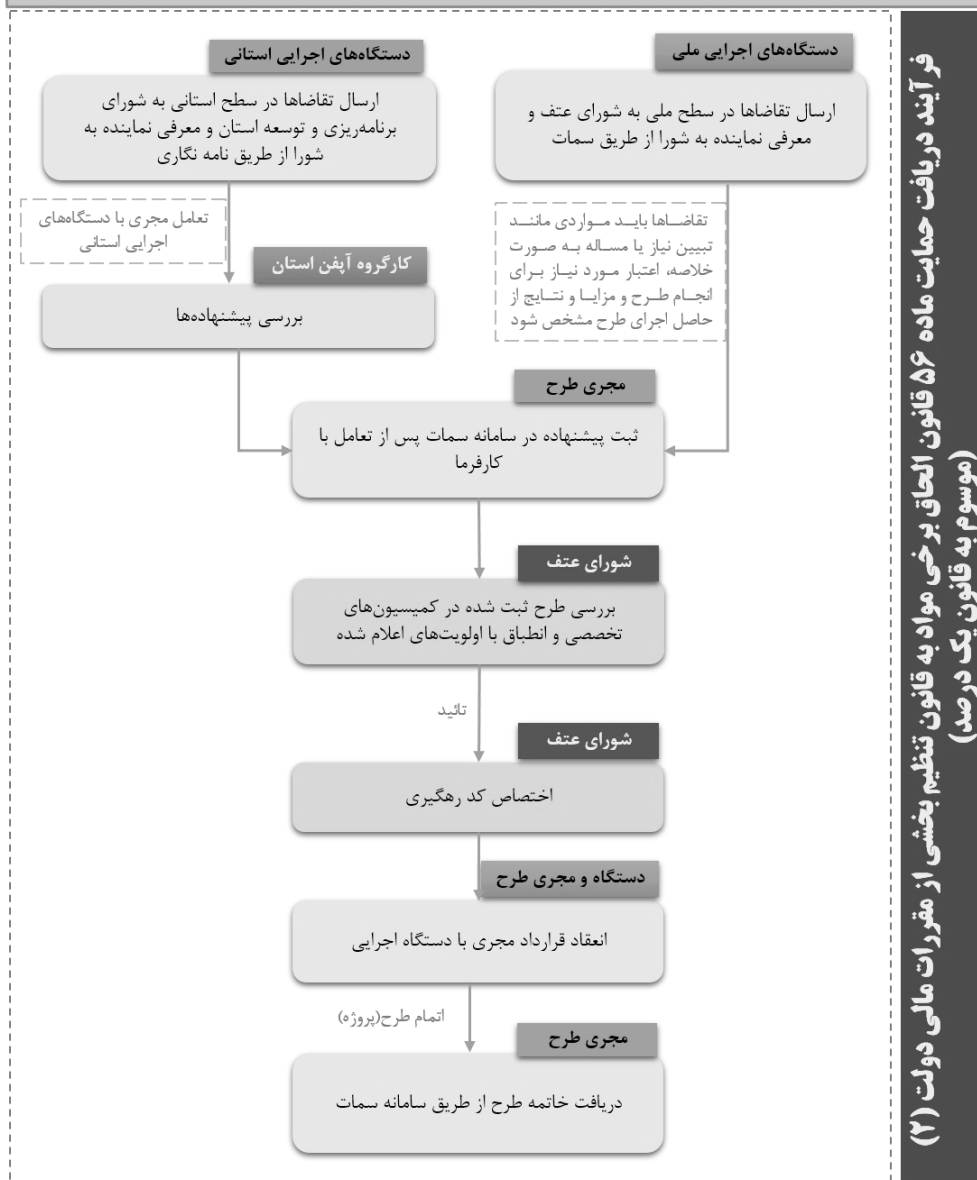 فرآیند دریافت حمایت ماده ۵۶ قانون الحاق برخی مواد به قانون تنظیم بخشی از مقررات مالی دولت (۲)
(موسوم به قانون یک درصد)
دستگاه‌های اجرایی ملی
ارسال تقاضاها در سطح ملی به شورای عتف و
معرفی نماینده به شورا از طریق سمات
تقاضاها باید مواردی مانند
تبیین نیاز یا مساله به صورت
خلاصه، اعتبار مورد نیاز برای
انجام طرح و مزایا و نتایج از
حاصل اجرای طرح مشخص شود
دستگاه‌های اجرایی استانی
ارسال تقاضاها در سطح استانی به شورای
برنامه‌ریزی و توسعه استان و معرفی نماینده به
شورا از طریق نامه نگاری
تعامل مجری با دستگاه‌های
اجرایی استانی
کارگروه آپفن استان
بررسی پیشنهاده‌ها
مجری طرح
ثبت پیشنهاده در سامانه سمات پس از تعامل با
کارفرما
شورای عتف
بررسی طرح ثبت شده در کمیسیون‌های
تخصصی و انطباق با اولویت‌های اعلام شده
تائید
شورای عتف
اختصاص کد رهگیری
دستگاه و مجری طرح
انعقاد قرارداد مجری با دستگاه اجرایی
اتمام طرح(پروژه)
مجری طرح
دریافت خاتمه طرح از طریق سامانه سمات